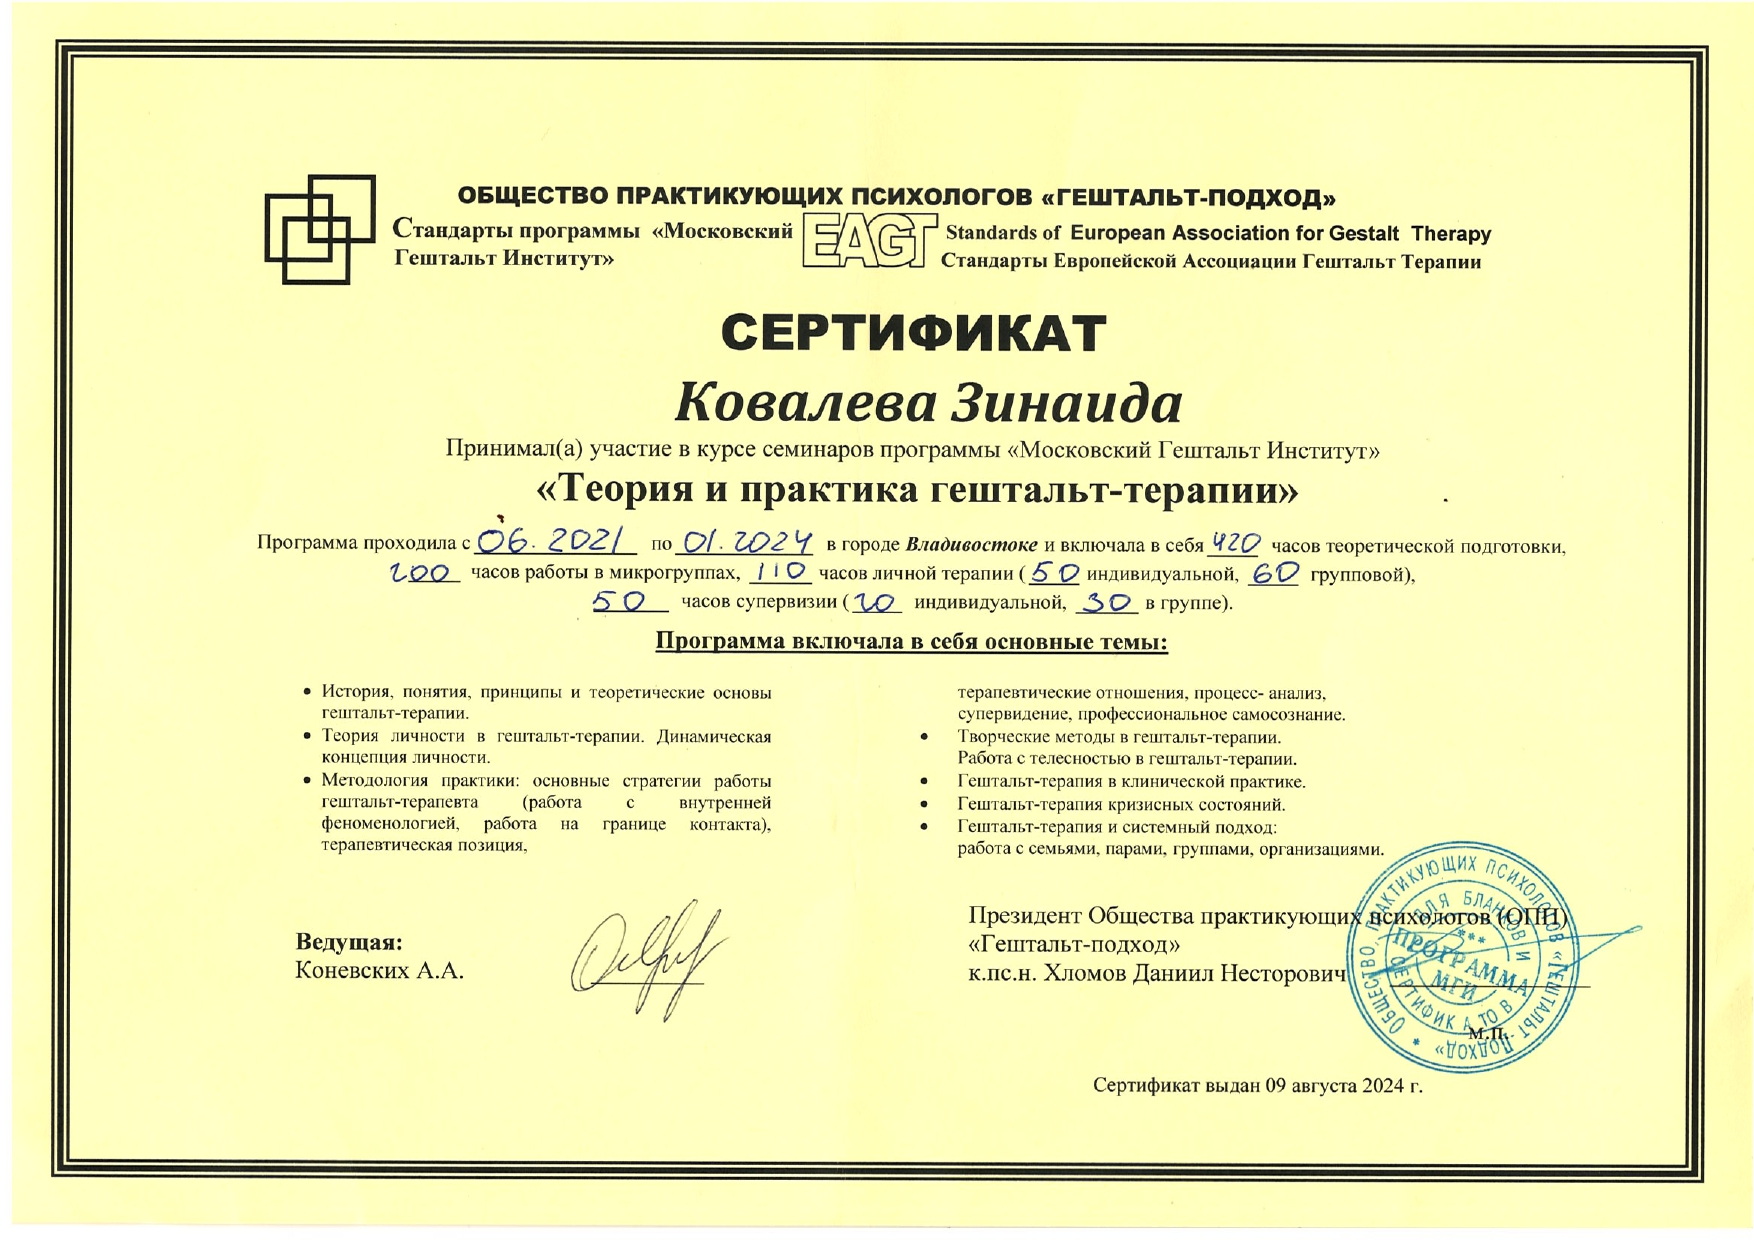 ОБЩЕСТВО ПРАКТИКУЮЩИХ ПСИХОЛОГОВ «ГЕШТАЛЬТ-ПОДХОД»
Стандарты программы «Московский
Гештальт Институт»
EAGT
Standards of European Association for Gestalt Therapy
Стандарты Европейской Ассоциации Гештальт Терапии
СЕРТИФИКАТ
Ковалева Зинаида
Принимал(а) участие в курсе семинаров программы «Московский Гештальт Институт»
«Теория и практика гештальт-терапии»
Программа проходила с 06.2021 по 01.2024 в городе Владивостоке и включала в себя 420 часов теоретической подготовки,
200 часов работы в микрогруппах, 110 часов личной терапии ( 50 индивидуальной, 60 групповой),
50 часов супервизии ( 20 индивидуальной, 30 в группе).
Программа включала в себя основные темы:
• История, понятия, принципы и теоретические основы
гештальт-терапии.
• Теория личности в гештальт-терапии. Динамическая
концепция личности.
• Методология практики: основные стратегии работы
гештальт-терапевта (работа с внутренней
феноменологией, работа на границе контакта),
терапевтическая позиция,
терапевтические отношения, процесс- анализ,
супервидение, профессиональное самосознание.
• Творческие методы в гештальт-терапии.
Работа с телесностью в гештальт-терапии.
• Гештальт-терапия в клинической практике.
• Гештальт-терапия кризисных состояний.
• Гештальт-терапия и системный подход:
работа с семьями, парами, группами, организациями.
Ведущая:
Коневских А.А.
Президент Общества практикующих психологов (ОПП)
«Гештальт-подход»
к.пс.н. Хломов Даниил Несторович
ОБЩЕСТВО ПРАКТИКУЮЩИХ ПСИХОЛОГОВ «ГЕШТАЛЬТ ПОДХОД» *
ДЛЯ БЛАНКОВ И СЕРТИФИКАТОВ
***
ПРОГРАММА
МГИ
М.П.
Сертификат выдан 09 августа 2024 г.